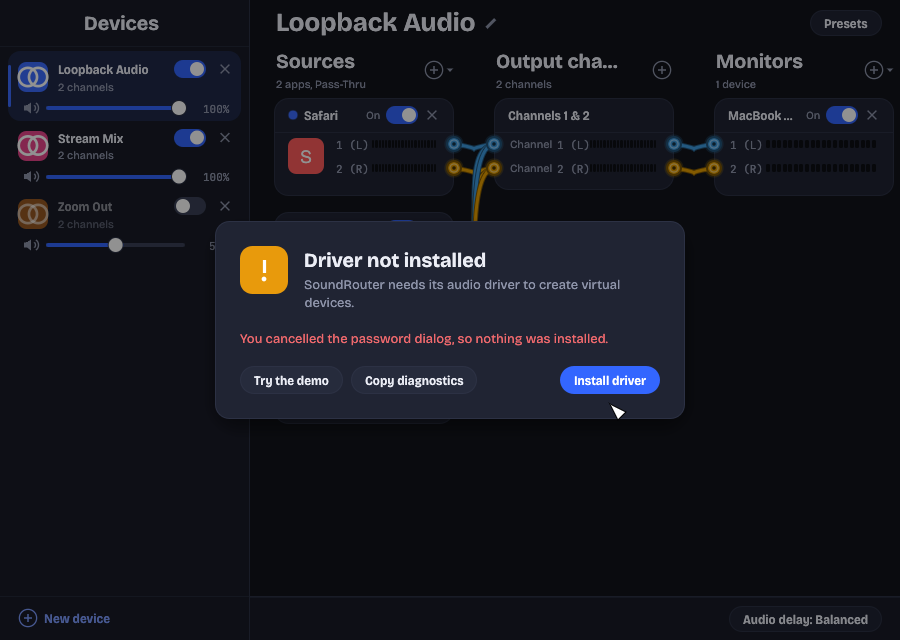 Devices
Loopback Audio
2 channels
100%
Stream Mix
2 channels
100%
Zoom Out
2 channels
Loopback Audio
Presets
Sources
2 apps, Pass-Thru
Output cha...
2 channels
Monitors
1 device
Safari
On
S
1 (L)
2 (R)
Channels 1 & 2
Channel 1 (L)
Channel 2 (R)
MacBook ...
On
1 (L)
2 (R)
!
Driver not installed
SoundRouter needs its audio driver to create virtual
devices.
You cancelled the password dialog, so nothing was installed.
Try the demo
Copy diagnostics
Install driver
New device
Audio delay: Balanced